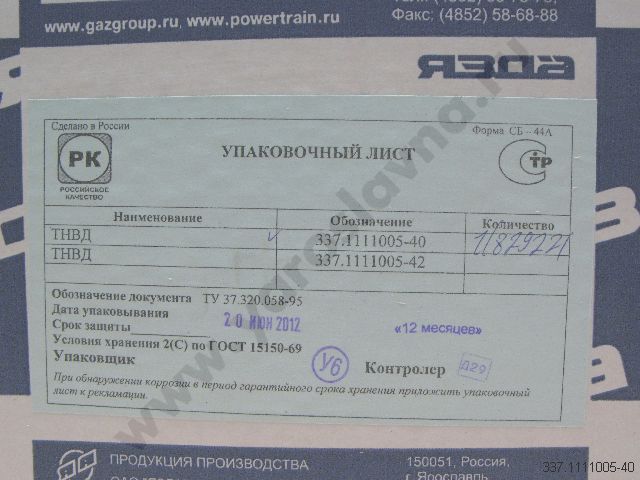 www.gazgroup.ru, www.powertrain.ru
Факс: (4852) 58-68-88
ЯЗДА
Сделано в России
Форма СБ - 44А
РК
РОССИЙСКОЕ
КАЧЕСТВО
УПАКОВОЧНЫЙ ЛИСТ
СТР
Наименование Обозначение Количество
ТНВД 337.1111005-40
ТНВД 337.1111005-42
Обозначение документа ТУ 37.320.058-95
Дата упаковывания 20 ИЮН 2012
Срок защиты «12 месяцев»
Условия хранения 2(С) по ГОСТ 15150-69
Упаковщик У6 Контролер Д29
При обнаружении коррозии в период гарантийного срока хранения приложить упаковочный
лист к рекламации.
ПРОДУКЦИЯ ПРОИЗВОДСТВА
150051, Россия,
г. Ярославль
337.1111005-40